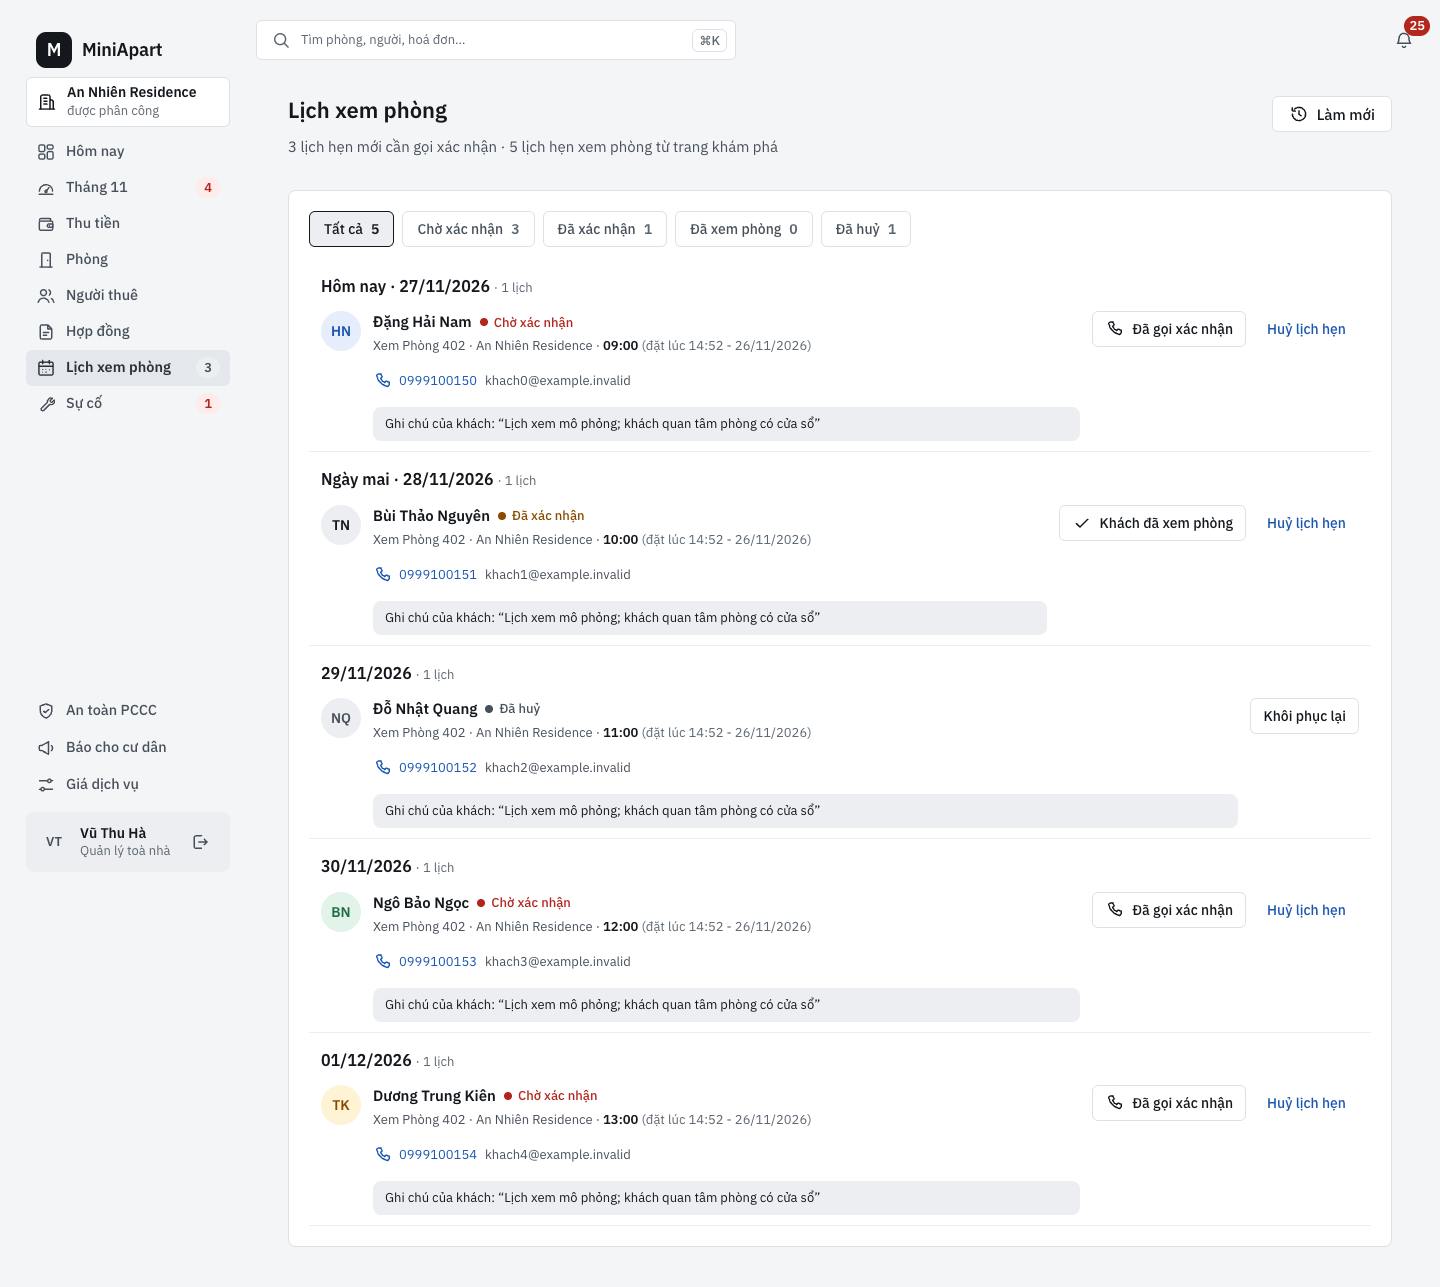 M MiniApart
Tìm phòng, người, hoá đơn... ⌘K
25
An Nhiên Residence
được phân công
Hôm nay
Tháng 11 4
Thu tiền
Phòng
Người thuê
Hợp đồng
Lịch xem phòng 3
Sự cố 1
An toàn PCCC
Báo cho cư dân
Giá dịch vụ
VT
Vũ Thu Hà
Quản lý toà nhà
Lịch xem phòng
Làm mới
3 lịch hẹn mới cần gọi xác nhận · 5 lịch hẹn xem phòng từ trang khám phá
Tất cả 5 Chờ xác nhận 3 Đã xác nhận 1 Đã xem phòng 0 Đã huỷ 1
Hôm nay · 27/11/2026 · 1 lịch
HN Đặng Hải Nam Chờ xác nhận
Đã gọi xác nhận Huỷ lịch hẹn
Xem Phòng 402 · An Nhiên Residence · 09:00 (đặt lúc 14:52 - 26/11/2026)
0999100150 khach0@example.invalid
Ghi chú của khách: “Lịch xem mô phỏng; khách quan tâm phòng có cửa sổ”
Ngày mai · 28/11/2026 · 1 lịch
TN Bùi Thảo Nguyên Đã xác nhận
Khách đã xem phòng Huỷ lịch hẹn
Xem Phòng 402 · An Nhiên Residence · 10:00 (đặt lúc 14:52 - 26/11/2026)
0999100151 khach1@example.invalid
Ghi chú của khách: “Lịch xem mô phỏng; khách quan tâm phòng có cửa sổ”
29/11/2026 · 1 lịch
NQ Đỗ Nhật Quang Đã huỷ
Khôi phục lại
Xem Phòng 402 · An Nhiên Residence · 11:00 (đặt lúc 14:52 - 26/11/2026)
0999100152 khach2@example.invalid
Ghi chú của khách: “Lịch xem mô phỏng; khách quan tâm phòng có cửa sổ”
30/11/2026 · 1 lịch
BN Ngô Bảo Ngọc Chờ xác nhận
Đã gọi xác nhận Huỷ lịch hẹn
Xem Phòng 402 · An Nhiên Residence · 12:00 (đặt lúc 14:52 - 26/11/2026)
0999100153 khach3@example.invalid
Ghi chú của khách: “Lịch xem mô phỏng; khách quan tâm phòng có cửa sổ”
01/12/2026 · 1 lịch
TK Dương Trung Kiên Chờ xác nhận
Đã gọi xác nhận Huỷ lịch hẹn
Xem Phòng 402 · An Nhiên Residence · 13:00 (đặt lúc 14:52 - 26/11/2026)
0999100154 khach4@example.invalid
Ghi chú của khách: “Lịch xem mô phỏng; khách quan tâm phòng có cửa sổ”